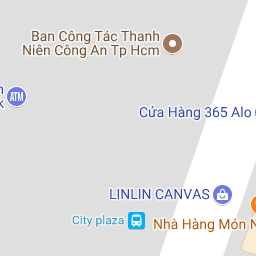 Ban Công Tác Thanh
Niên Công An Tp Hcm
ATM
Cửa Hàng 365 Alo
LINLIN CANVAS
City plaza
Nhà Hàng Món